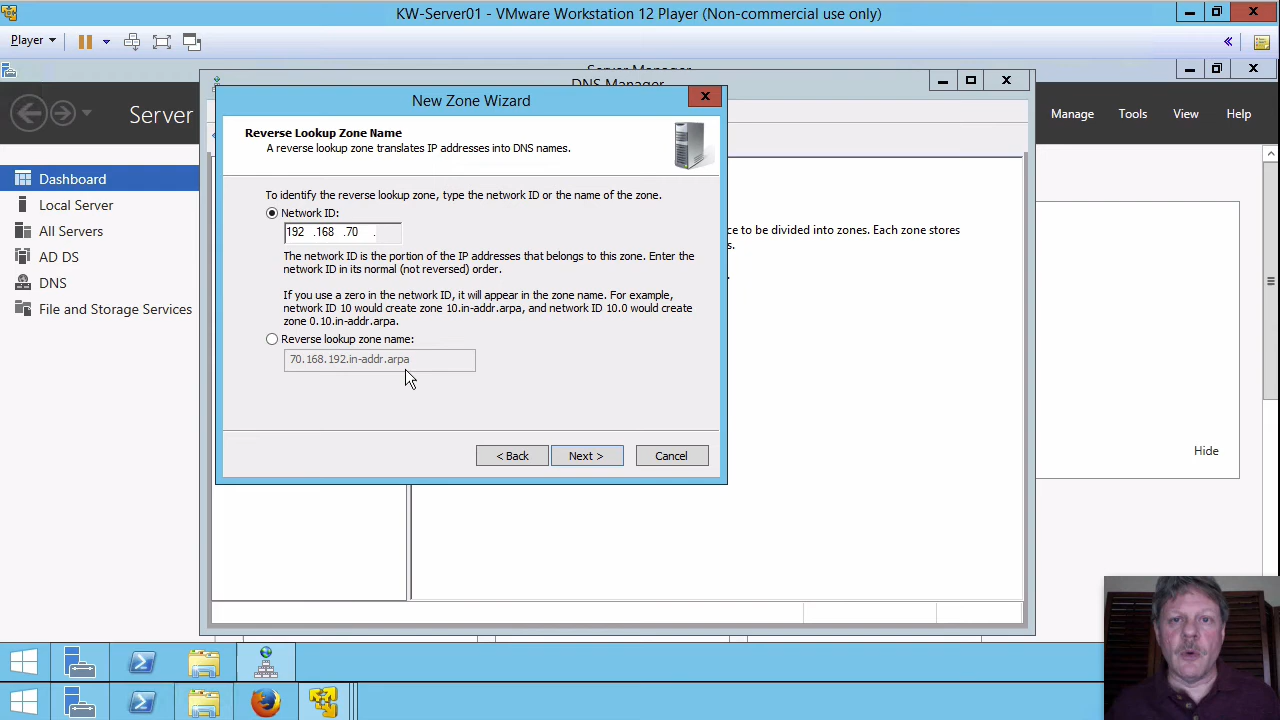 KW-Server01 - VMware Workstation 12 Player (Non-commercial use only)
Player
Server Manager
DNS Manager
New Zone Wizard
Server
Manage Tools View Help
Reverse Lookup Zone Name
A reverse lookup zone translates IP addresses into DNS names.
Dashboard
Local Server
All Servers
AD DS
DNS
File and Storage Services
To identify the reverse lookup zone, type the network ID or the name of the zone.
Network ID:
192 .168 .70 .
The network ID is the portion of the IP addresses that belongs to this zone. Enter the
network ID in its normal (not reversed) order.
If you use a zero in the network ID, it will appear in the zone name. For example,
network ID 10 would create zone 10.in-addr.arpa, and network ID 10.0 would create
zone 0.10.in-addr.arpa.
Reverse lookup zone name:
70.168.192.in-addr.arpa
< Back Next > Cancel
ce to be divided into zones. Each zone stores
s.
Hide